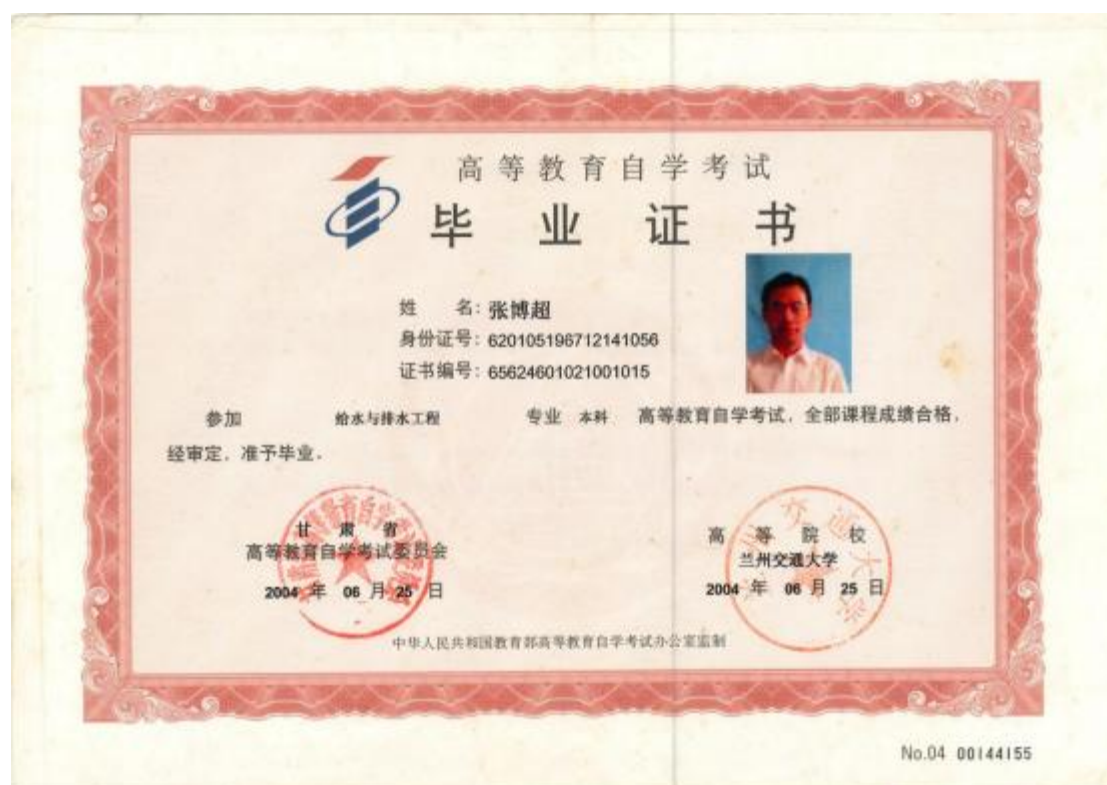 高等教育自学考试
毕业证书
姓 名：张博超
身份证号：620105196712141056
证书编号：65624601021001015
参加 给水与排水工程 专业 本科 高等教育自学考试，全部课程成绩合格，
经审定，准予毕业。
甘肃省
高等教育自学考试委员会
2004 年 06 月 25 日
高等院校
兰州交通大学
2004 年 06 月 25 日
兰州交通大学
中华人民共和国教育部高等教育自学考试办公室监制
No.04 00144155